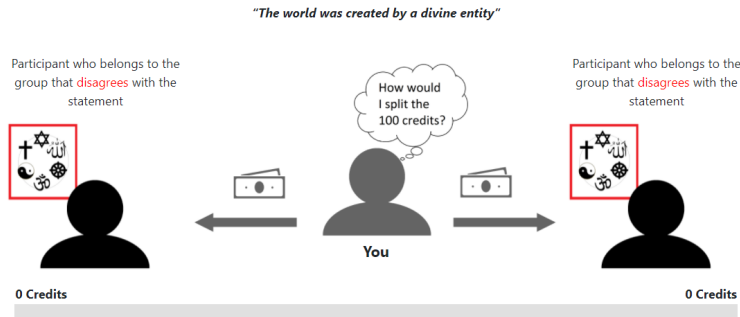 “The world was created by a divine entity”
Participant who belongs to the
group that disagrees with the
statement
How would
I split the
100 credits?
Participant who belongs to the
group that disagrees with the
statement
You
0 Credits
0 Credits